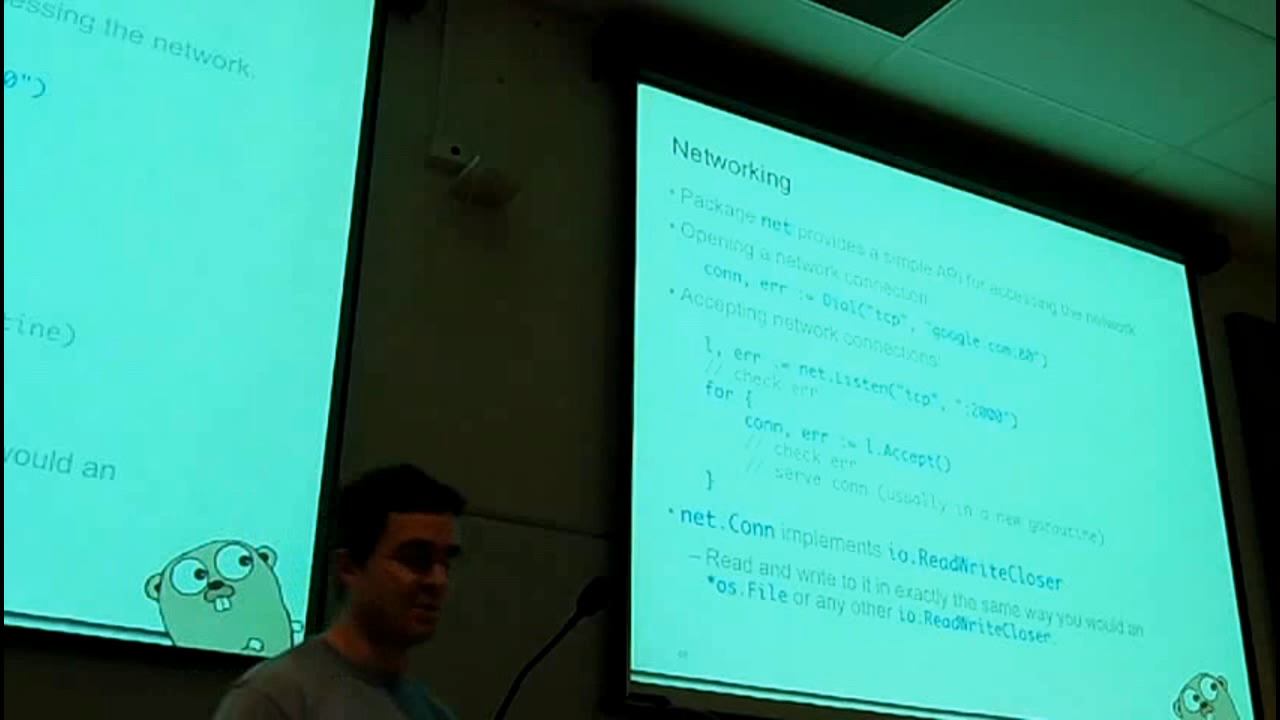 essing the network.
0")
tine)
would an
Networking
• Package net provides a simple API for accessing the network
• Opening a network connection:
conn, err := Dial("tcp", "google.com:80")
• Accepting network connections:
l, err := net.Listen("tcp", ":2000")
// check err
for {
conn, err := l.Accept()
// check err
// serve conn (usually in a new goroutine)
}
• net.Conn implements io.ReadWriteCloser
– Read and write to it in exactly the same way you would an
*os.File or any other io.ReadWriteCloser.